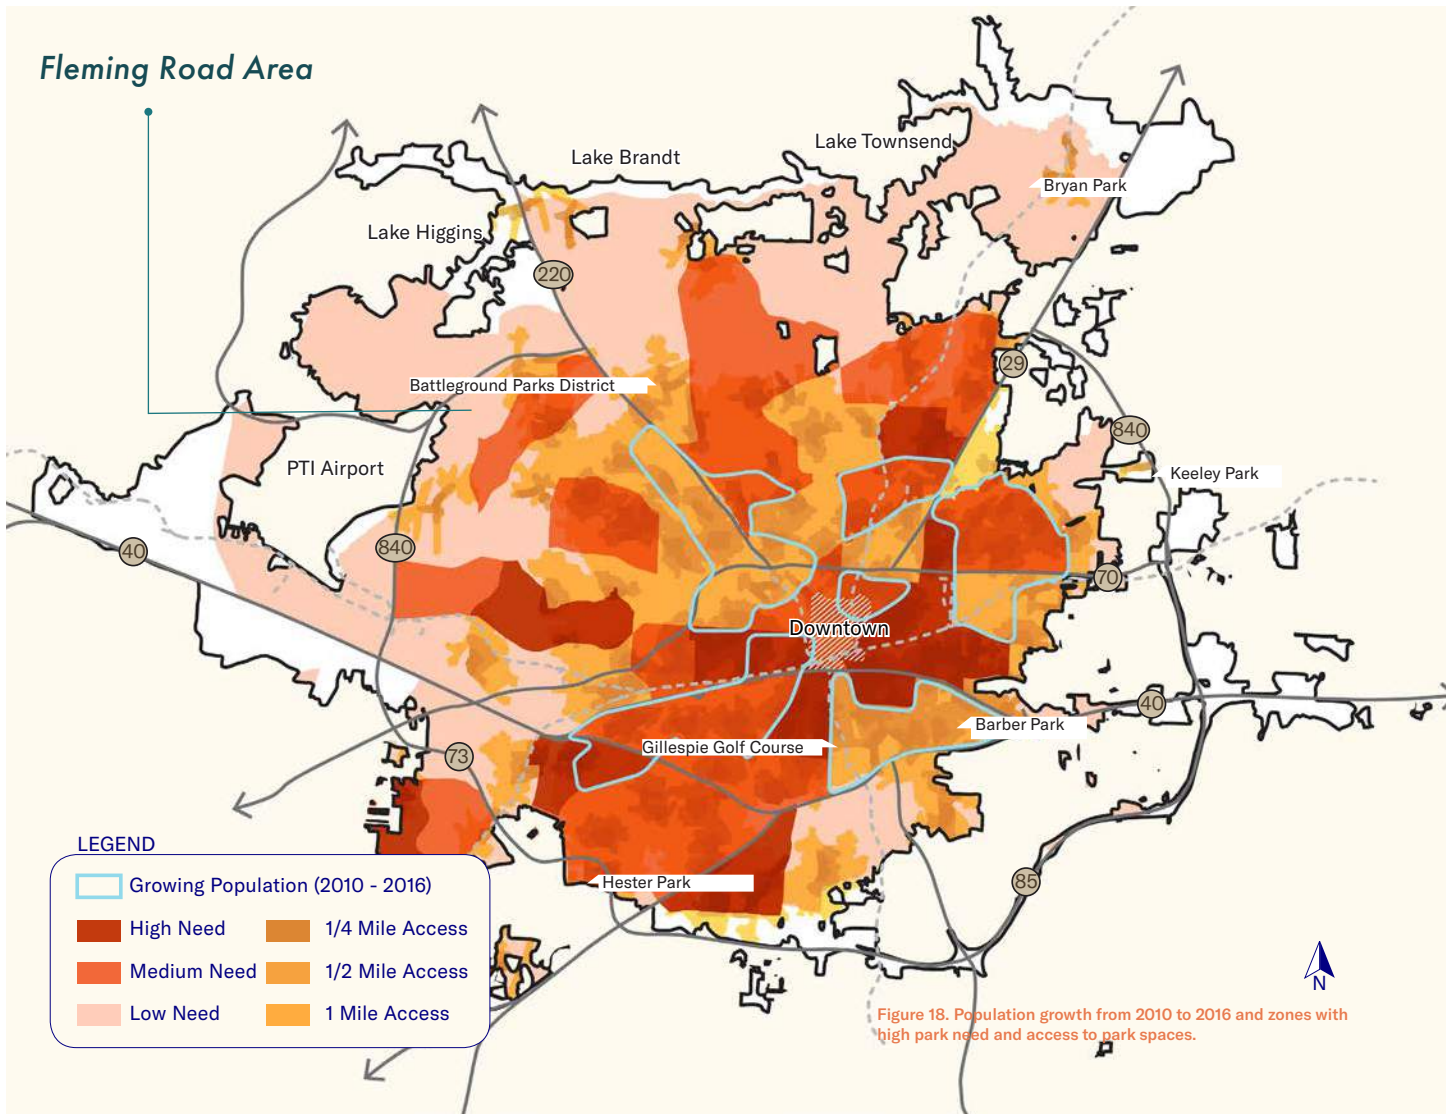 Fleming Road Area
Lake Townsend
Lake Brandt
Bryan Park
Lake Higgins
220
29
Battleground Parks District
840
PTI Airport
Keeley Park
40
840
70
Downtown
40
Barber Park
Gillespie Golf Course
73
LEGEND
Growing Population (2010 - 2016)
High Need
1/4 Mile Access
Medium Need
1/2 Mile Access
Low Need
1 Mile Access
Hester Park
85
N
Figure 18. Population growth from 2010 to 2016 and zones with
high park need and access to park spaces.